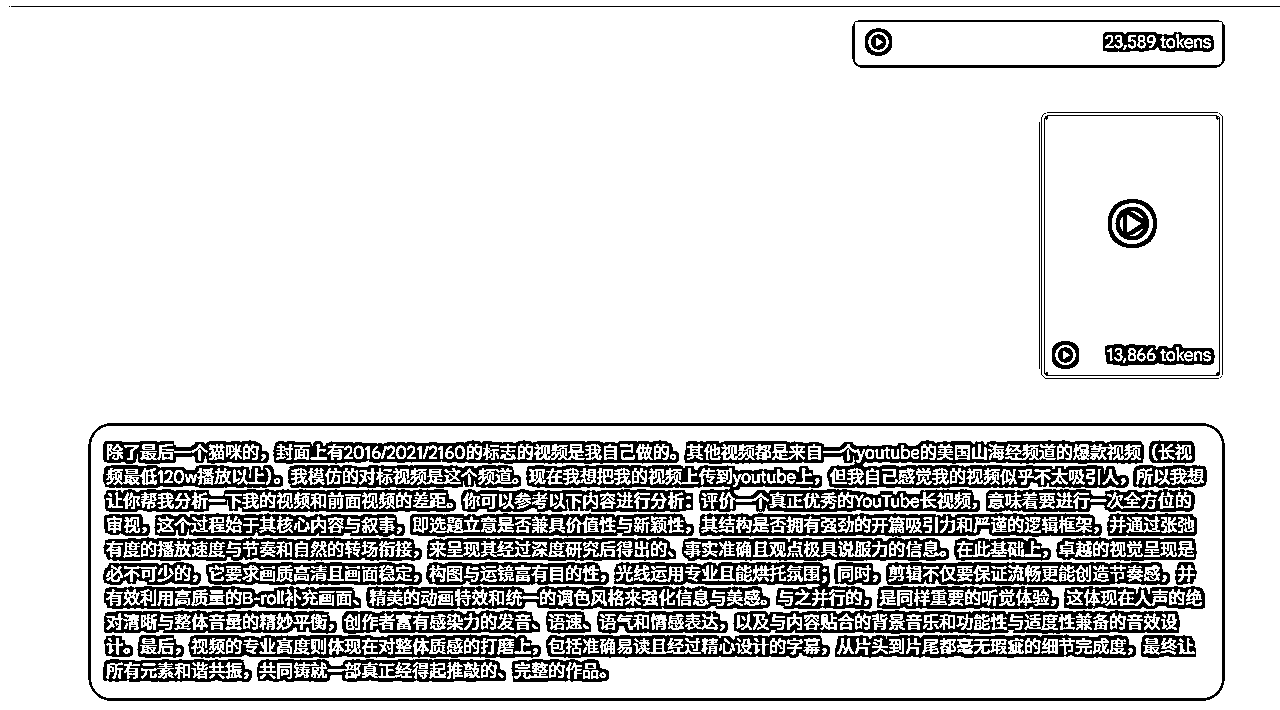 23,589 tokens
13,866 tokens
除了最后一个猫咪的，封面上有2016/2021/2160的标志的视频是我自己做的。其他视频都是来自一个youtube的美国山海经频道的爆款视频（长视
频最低120w播放以上）。我模仿的对标视频是这个频道。现在我想把我的视频上传到youtube上，但我自己感觉我的视频似乎不太吸引人，所以我想
让你帮我分析一下我的视频和前面视频的差距。你可以参考以下内容进行分析：评价一个真正优秀的YouTube长视频，意味着要进行一次全方位的
审视，这个过程始于其核心内容与叙事，即选题立意是否兼具价值性与新颖性，其结构是否拥有强劲的开篇吸引力和严谨的逻辑框架，并通过张弛
有度的播放速度与节奏和自然的转场衔接，来呈现其经过深度研究后得出的、事实准确且观点极具说服力的信息。在此基础上，卓越的视觉呈现是
必不可少的，它要求画质高清且画面稳定，构图与运镜富有目的性，光线运用专业且能烘托氛围；同时，剪辑不仅要保证流畅更能创造节奏感，并
有效利用高质量的B-roll补充画面、精美的动画特效和统一的调色风格来强化信息与美感。与之并行的，是同样重要的听觉体验，这体现在人声的绝
对清晰与整体音量的精妙平衡，创作者富有感染力的发音、语速、语气和情感表达，以及与内容贴合的背景音乐和功能性与适度性兼备的音效设
计。最后，视频的专业高度则体现在对整体质感的打磨上，包括准确易读且经过精心设计的字幕，从片头到片尾都毫无瑕疵的细节完成度，最终让
所有元素和谐共振，共同铸就一部真正经得起推敲的、完整的作品。